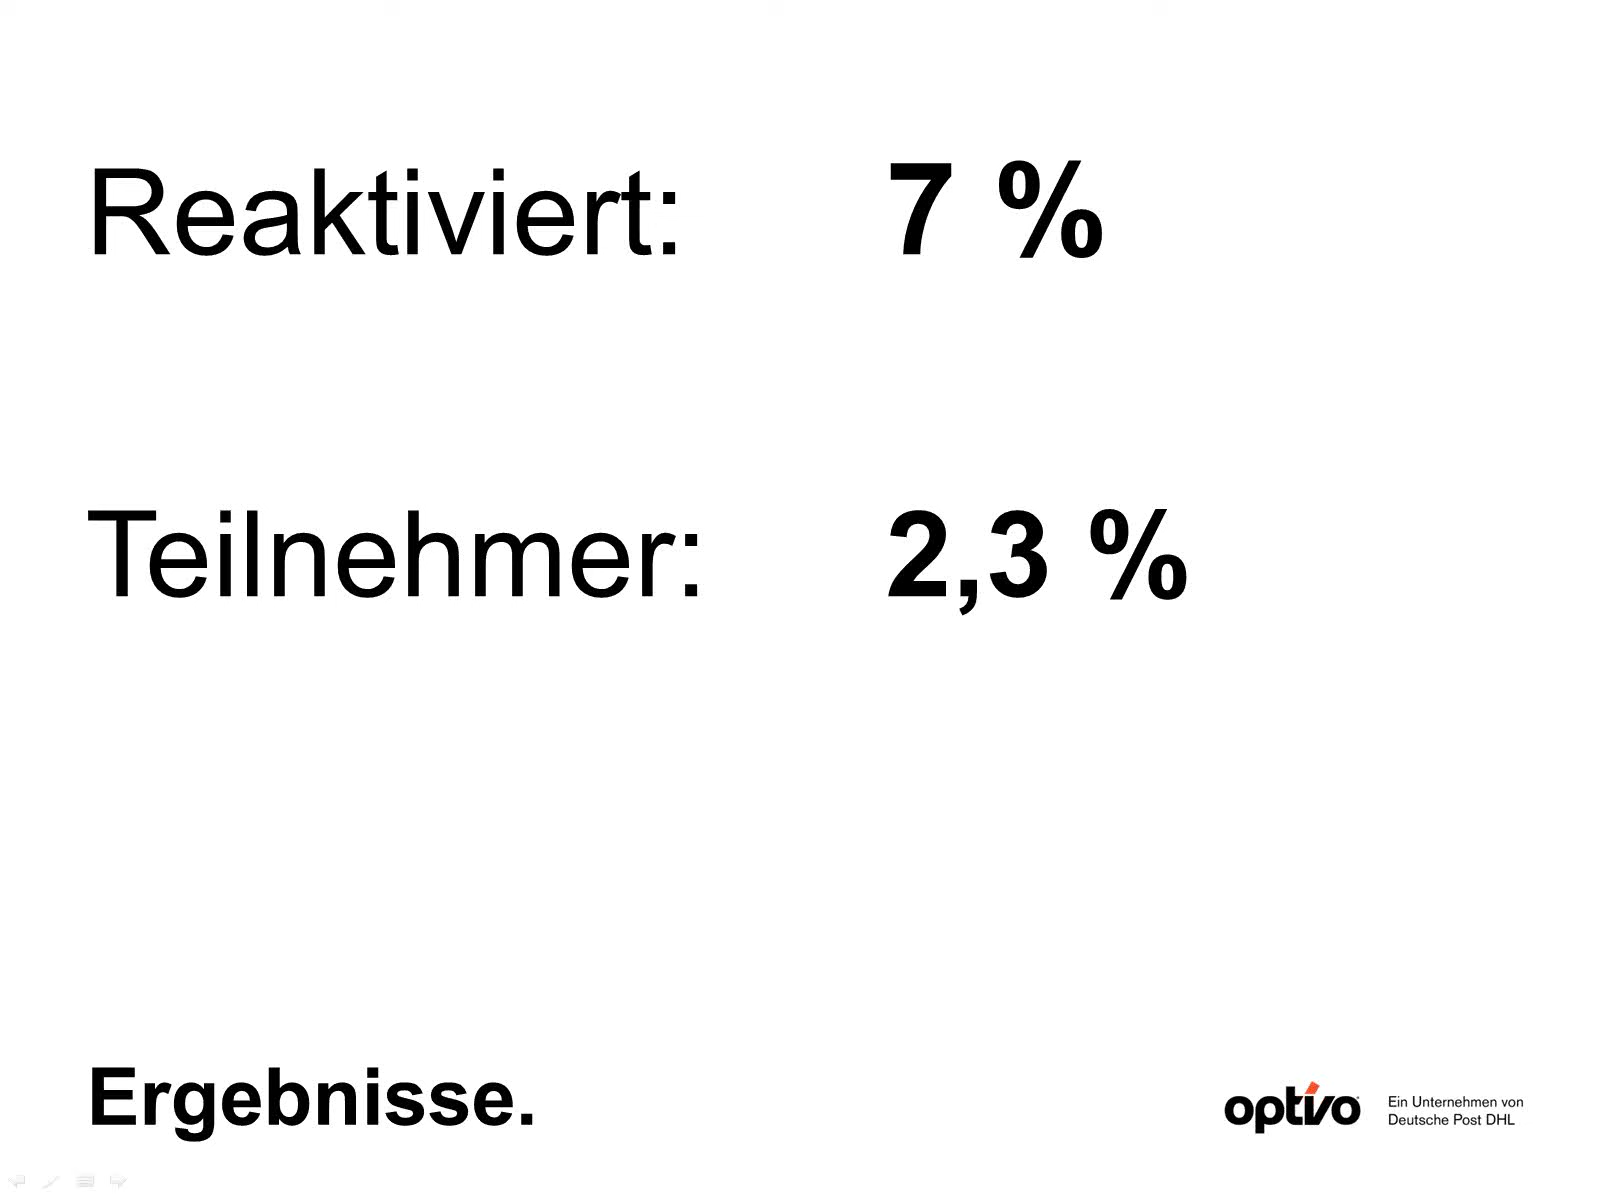 Reaktiviert: 7 %
Teilnehmer: 2,3 %
Ergebnisse.
optivo
Ein Unternehmen von
Deutsche Post DHL